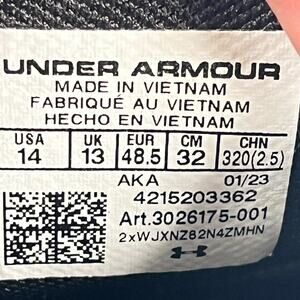 UNDER ARMOUR
MADE IN VIETNAM
FABRIQUÉ AU VIETNAM
HECHO EN VIETNAM
USA UK EUR CM CHN
14 13 48.5 32 320(2.5)
AKA 01/23
4215203362
Art.3026175-001
2xWJXNZ82N4ZMHN